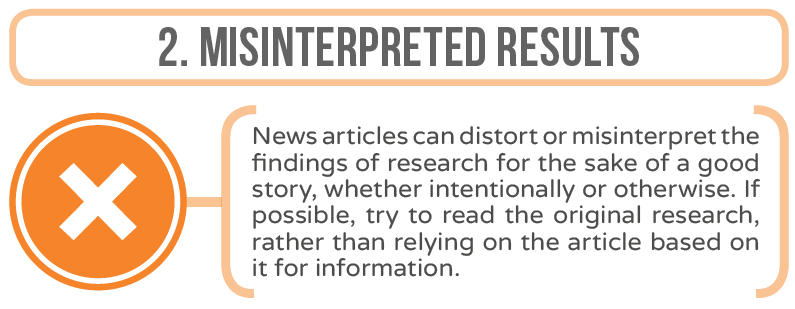 2. MISINTERPRETED RESULTS
News articles can distort or misinterpret the
findings of research for the sake of a good
story, whether intentionally or otherwise. If
possible, try to read the original research,
rather than relying on the article based on
it for information.